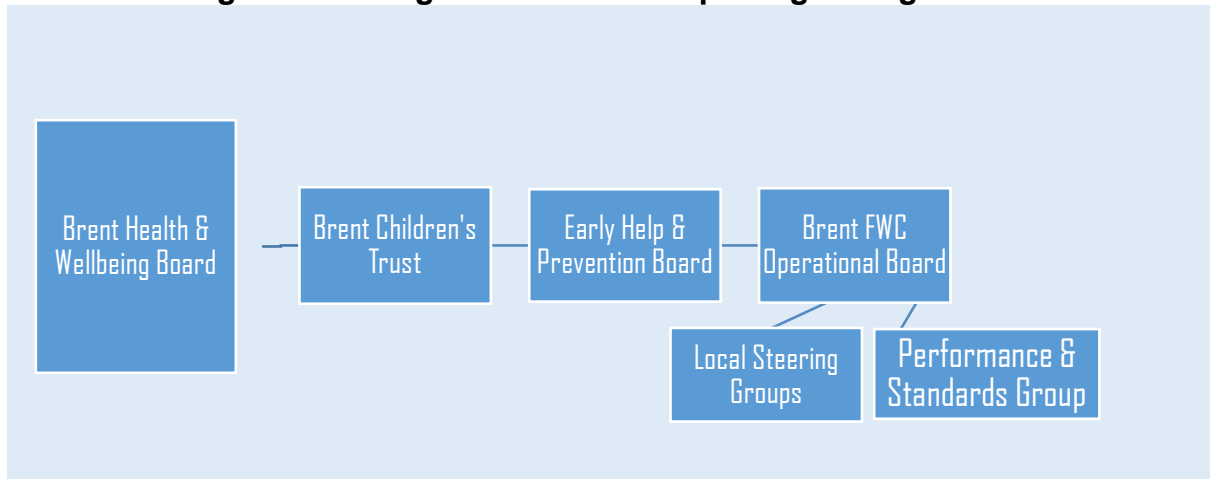 Brent Health &
Wellbeing Board
Brent Children's
Trust
Early Help &
Prevention Board
Brent FWC
Operational Board
Local Steering
Groups
Performance &
Standards Group